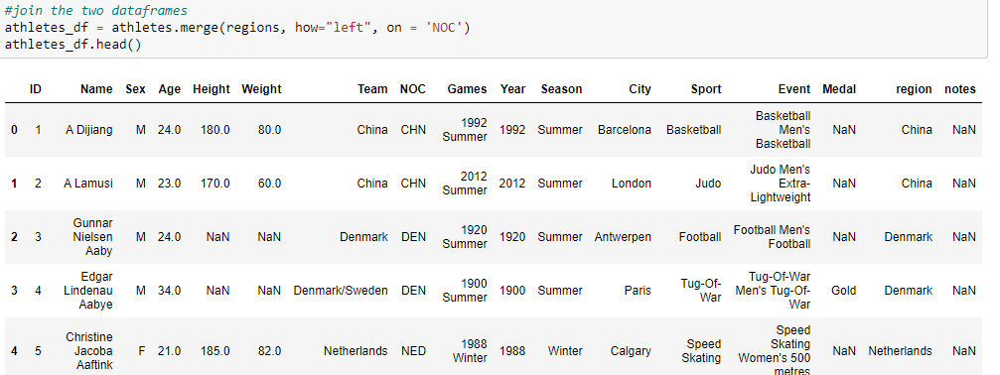 #join the two dataframes
athletes_df = athletes.merge(regions, how="left", on = 'NOC')
athletes_df.head()
ID Name Sex Age Height Weight Team NOC Games Year Season City Sport Event Medal region notes
0 1 A Dijiang M 24.0 180.0 80.0 China CHN 1992 Summer 1992 Summer Barcelona Basketball Basketball Men's Basketball NaN China NaN
1 2 A Lamusi M 23.0 170.0 60.0 China CHN 2012 Summer 2012 Summer London Judo Judo Men's Extra-Lightweight NaN China NaN
2 3 Gunnar Nielsen Aaby M 24.0 NaN NaN Denmark DEN 1920 Summer 1920 Summer Antwerpen Football Football Men's Football NaN Denmark NaN
3 4 Edgar Lindenau Aabye M 34.0 NaN NaN Denmark/Sweden DEN 1900 Summer 1900 Summer Paris Tug-Of-War Tug-Of-War Men's Tug-Of-War Gold Denmark NaN
4 5 Christine Jacoba Aaftink F 21.0 185.0 82.0 Netherlands NED 1988 Winter 1988 Winter Calgary Speed Skating Speed Skating Women's 500 metres NaN Netherlands NaN